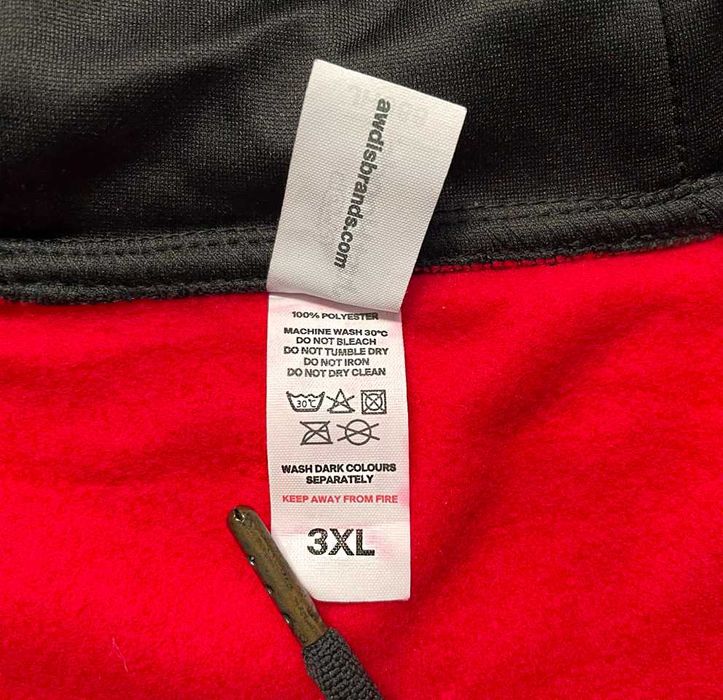 awdisbrands.com
100% POLYESTER
MACHINE WASH 30°C
DO NOT BLEACH
DO NOT TUMBLE DRY
DO NOT IRON
DO NOT DRY CLEAN
30°C
WASH DARK COLOURS
SEPARATELY
KEEP AWAY FROM FIRE
3XL